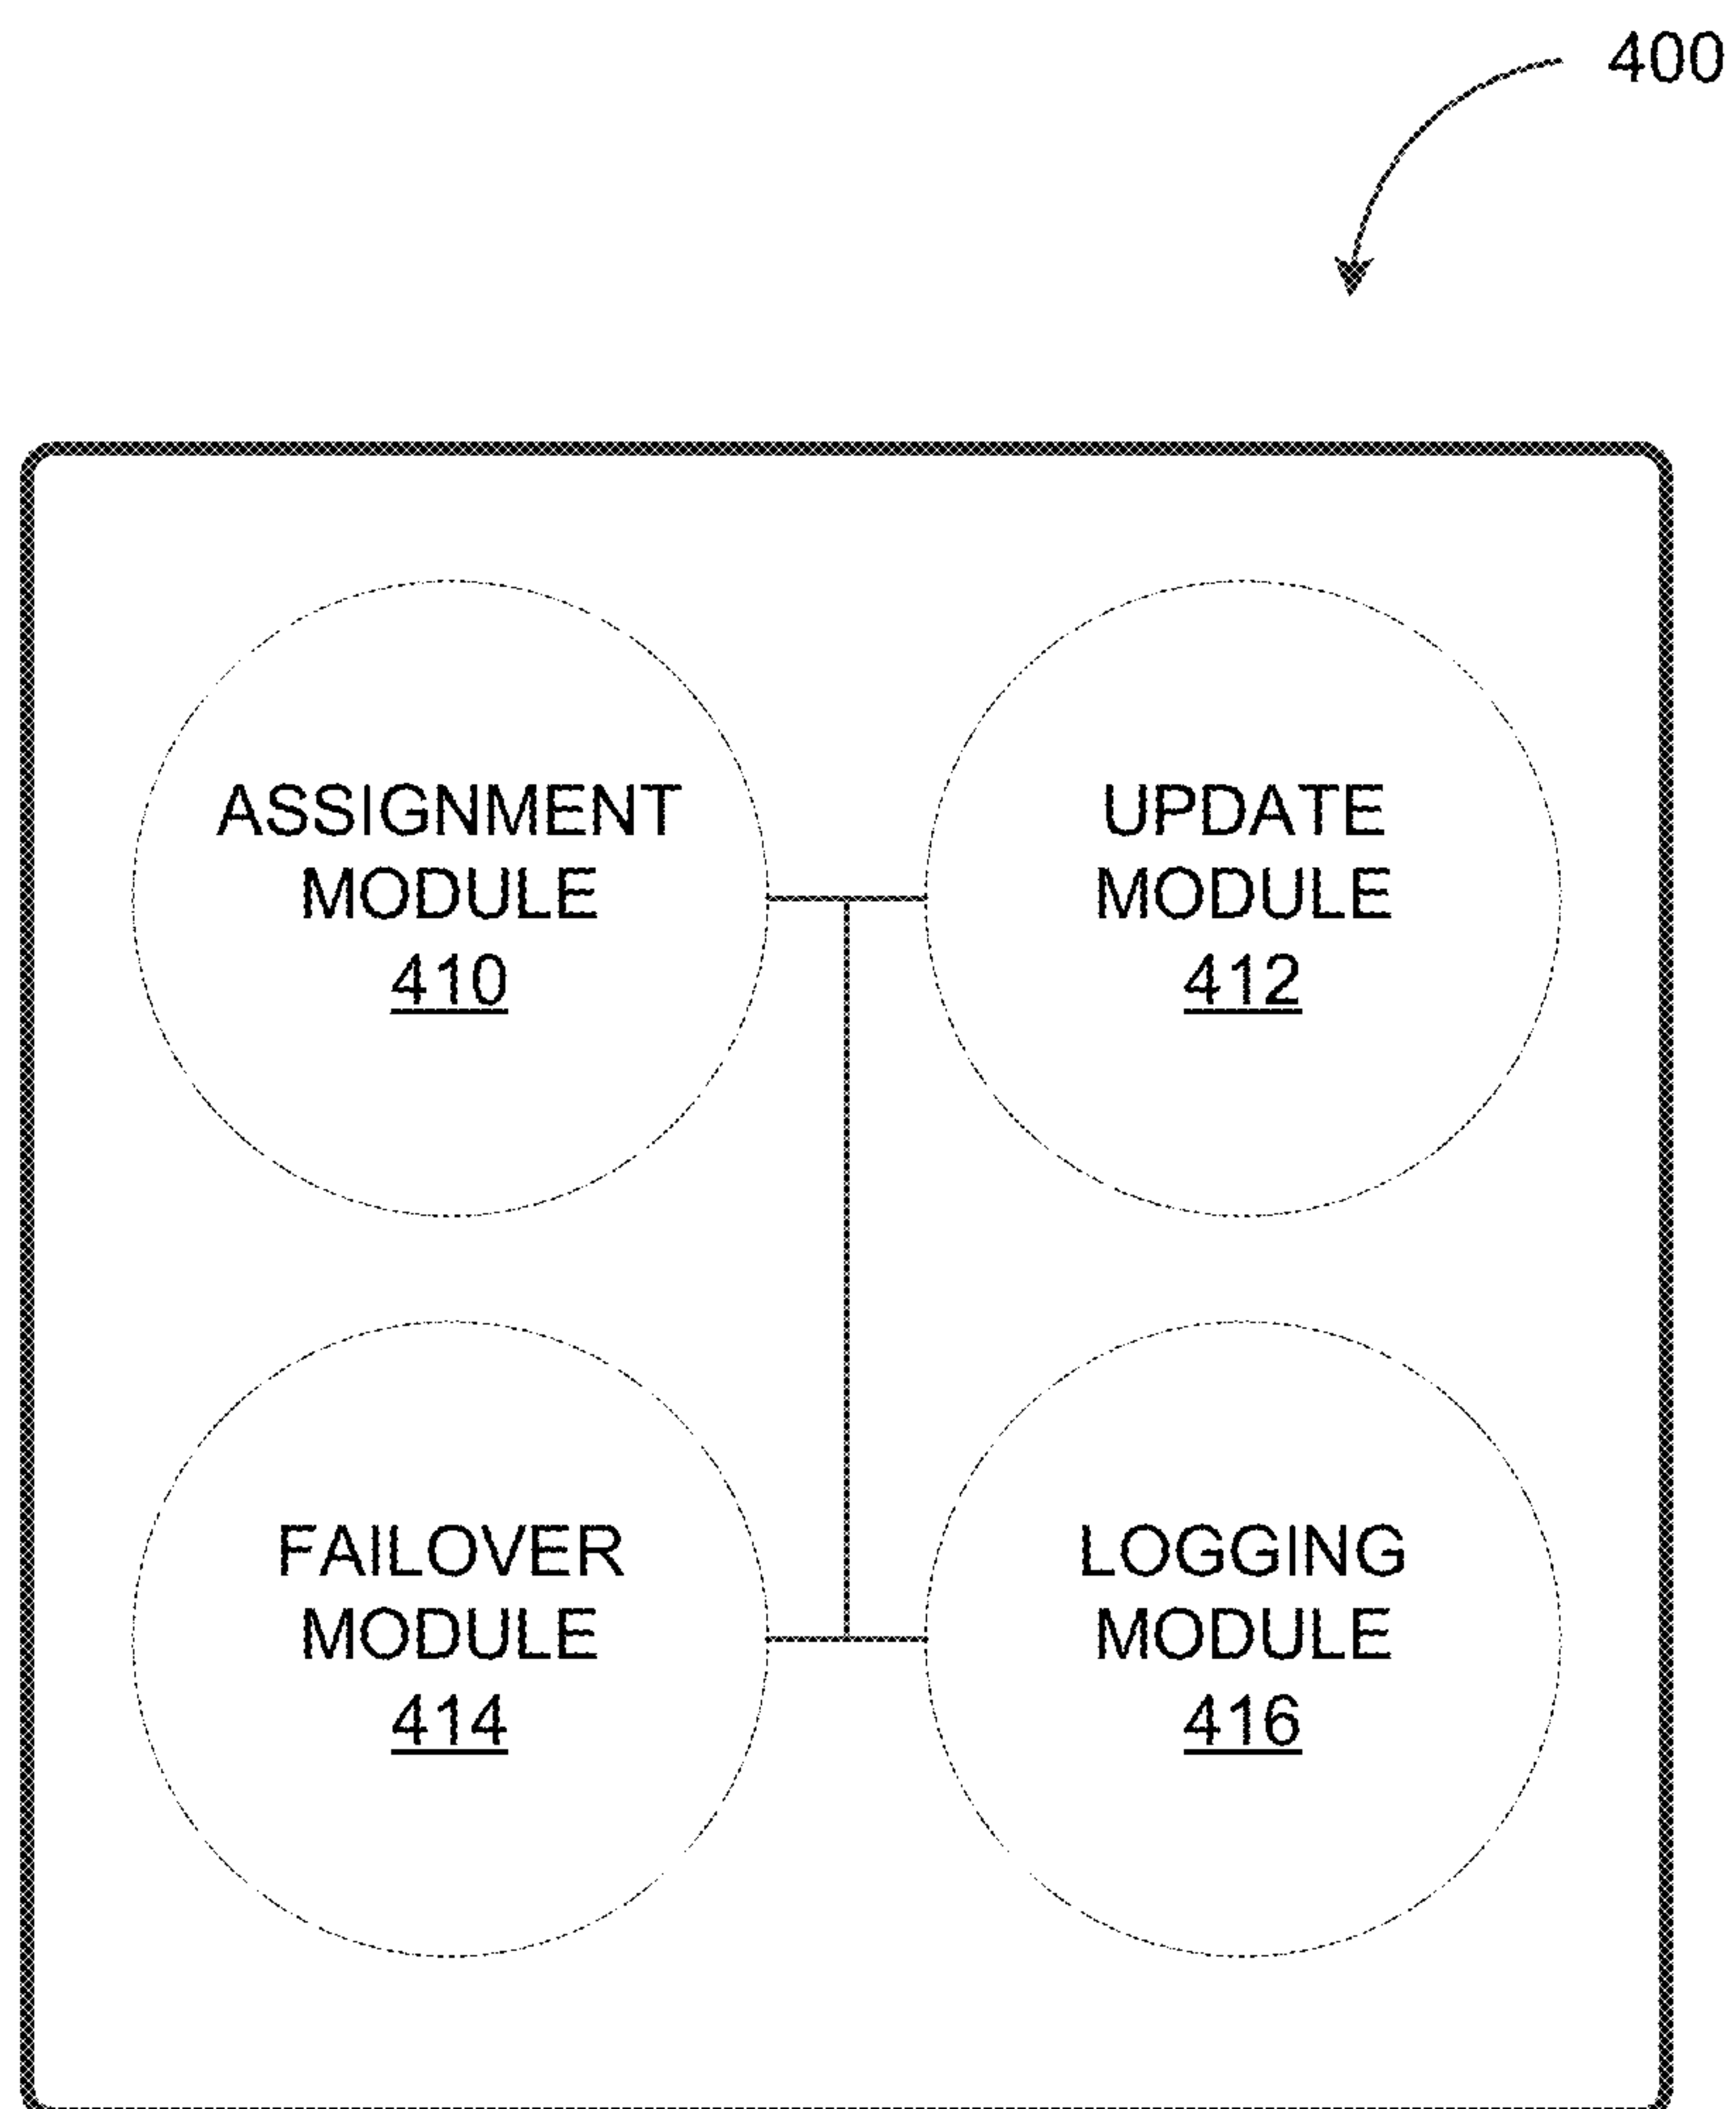 400
ASSIGNMENT
MODULE
410
UPDATE
MODULE
412
FAILOVER
MODULE
414
LOGGING
MODULE
416